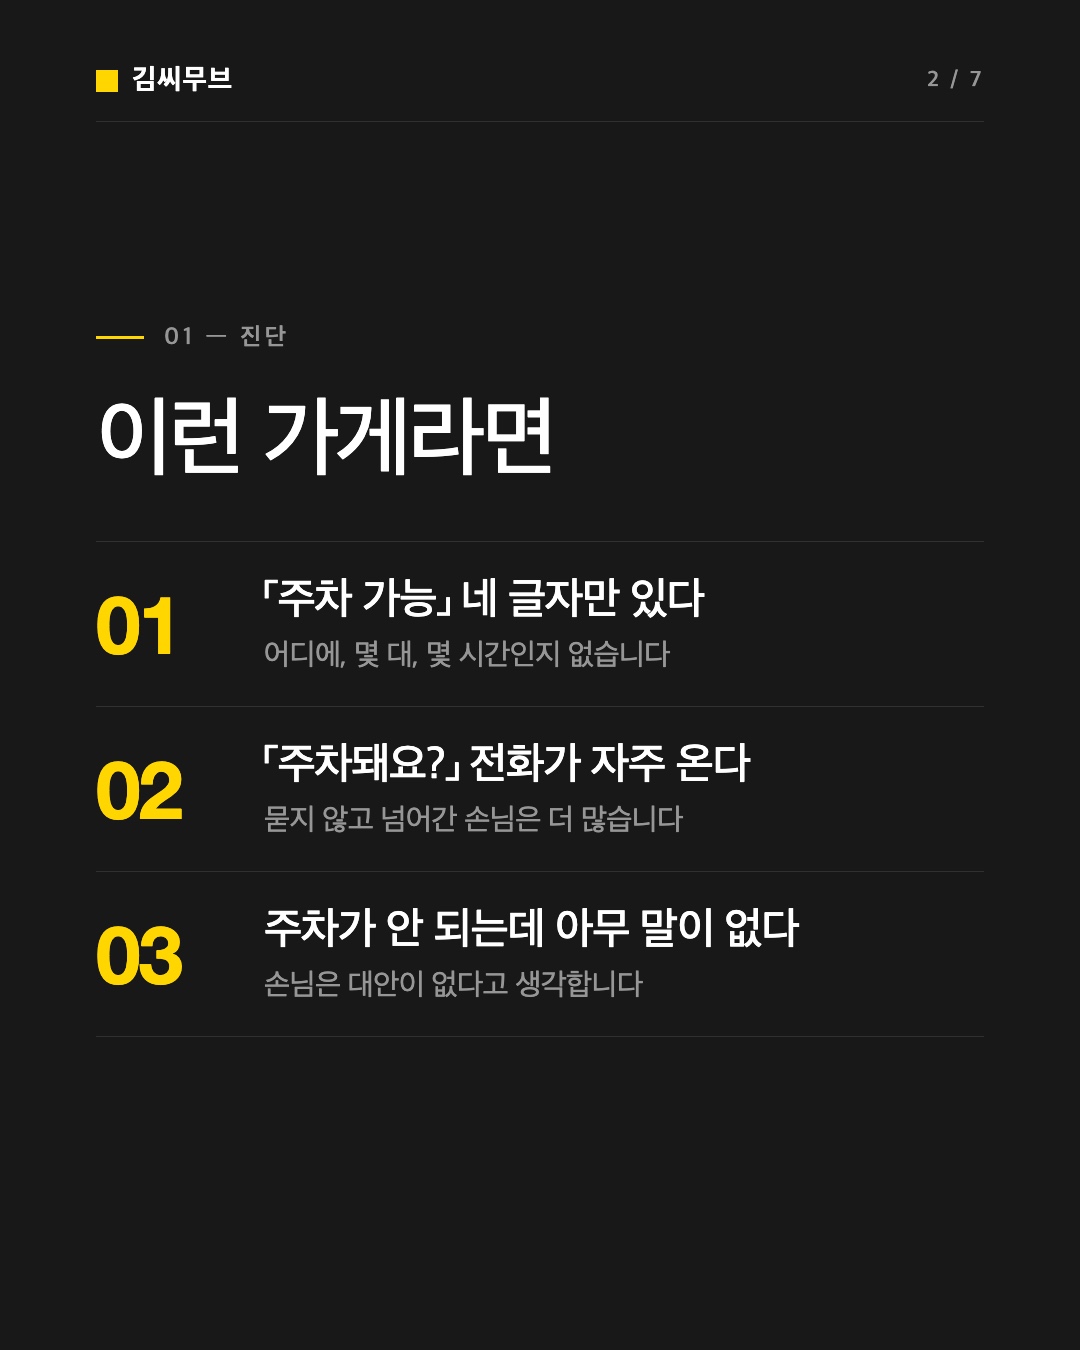 김씨무브
2 / 7
01 — 진단
이런 가게라면
01
「주차 가능」 네 글자만 있다
어디에, 몇 대, 몇 시간인지 없습니다
02
「주차돼요?」 전화가 자주 온다
묻지 않고 넘어간 손님은 더 많습니다
03
주차가 안 되는데 아무 말이 없다
손님은 대안이 없다고 생각합니다